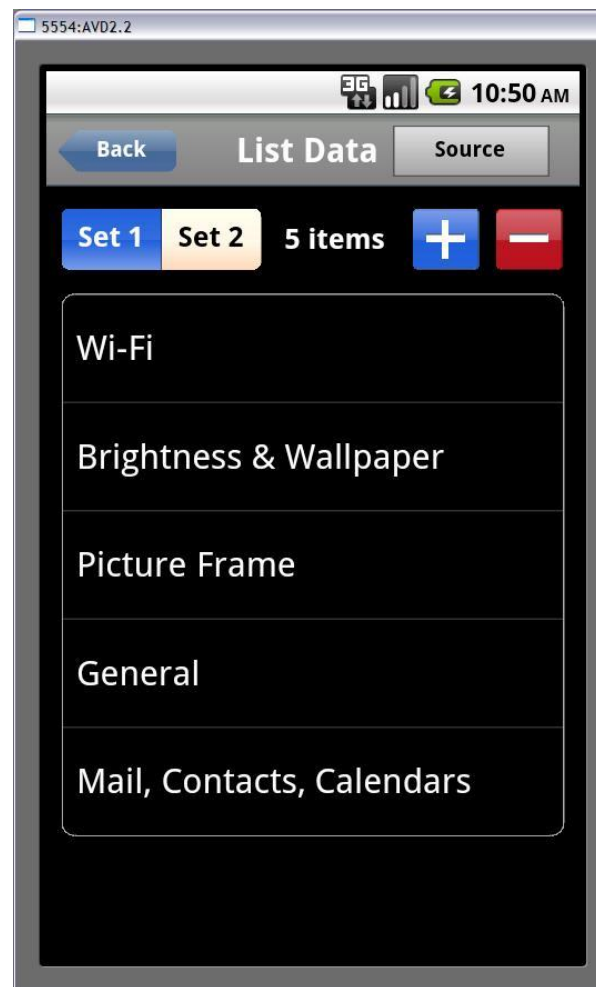 5554:AVD2.2
3G 10:50 AM
Back List Data Source
Set 1 Set 2 5 items + −
Wi-Fi
Brightness & Wallpaper
Picture Frame
General
Mail, Contacts, Calendars